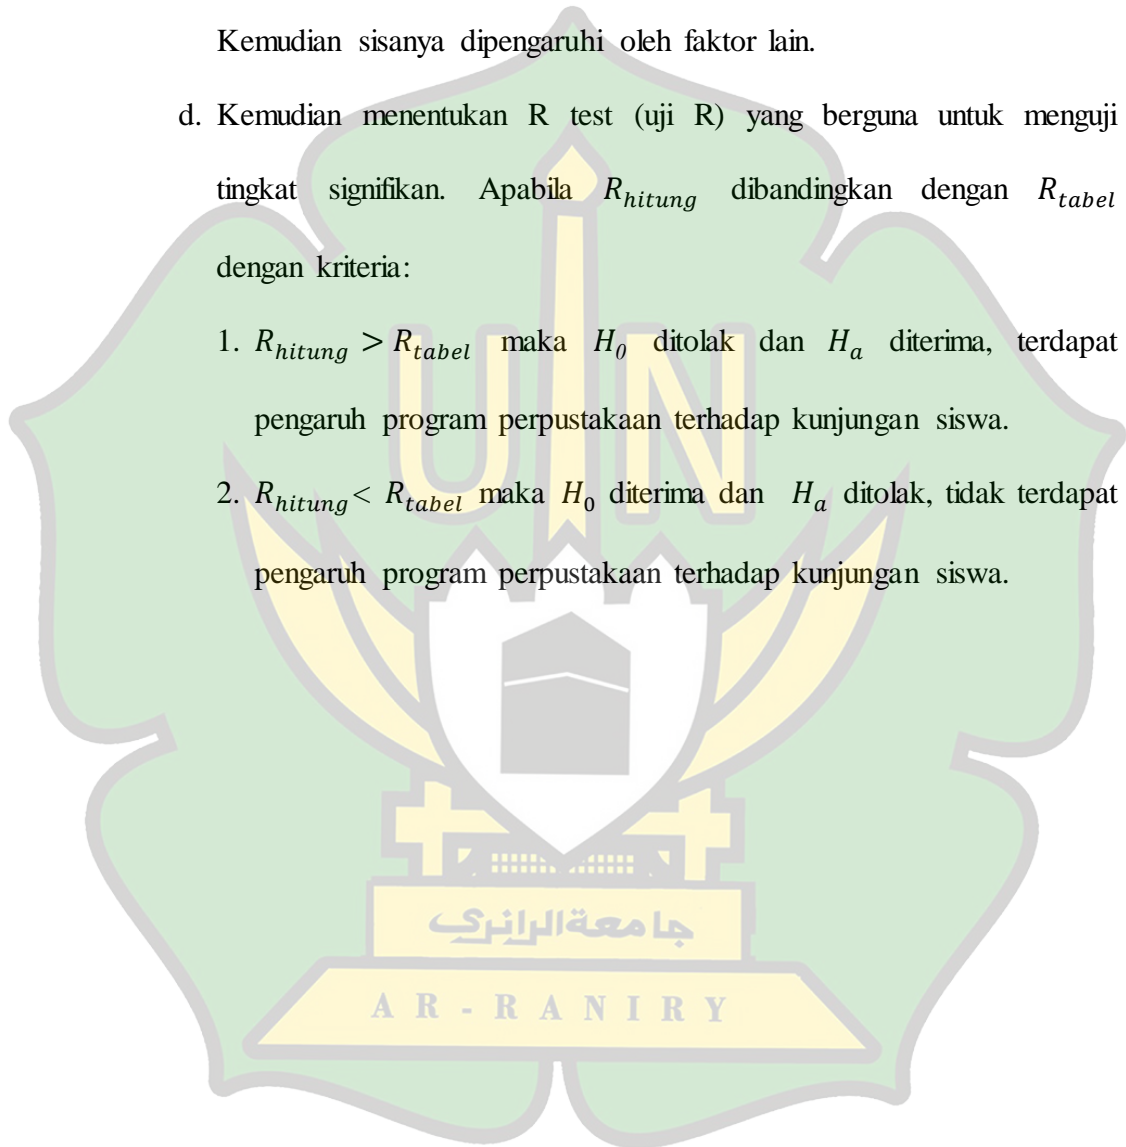 Kemudian sisanya dipengaruhi oleh faktor lain.
d. Kemudian menentukan R test (uji R) yang berguna untuk menguji
tingkat signifikan. Apabila R_hitung dibandingkan dengan R_tabel
dengan kriteria:
1. R_hitung > R_tabel maka H_0 ditolak dan H_a diterima, terdapat
pengaruh program perpustakaan terhadap kunjungan siswa.
2. R_hitung < R_tabel maka H_0 diterima dan H_a ditolak, tidak terdapat
pengaruh program perpustakaan terhadap kunjungan siswa.
UIN
جامعةالرانري
AR-RANIRY